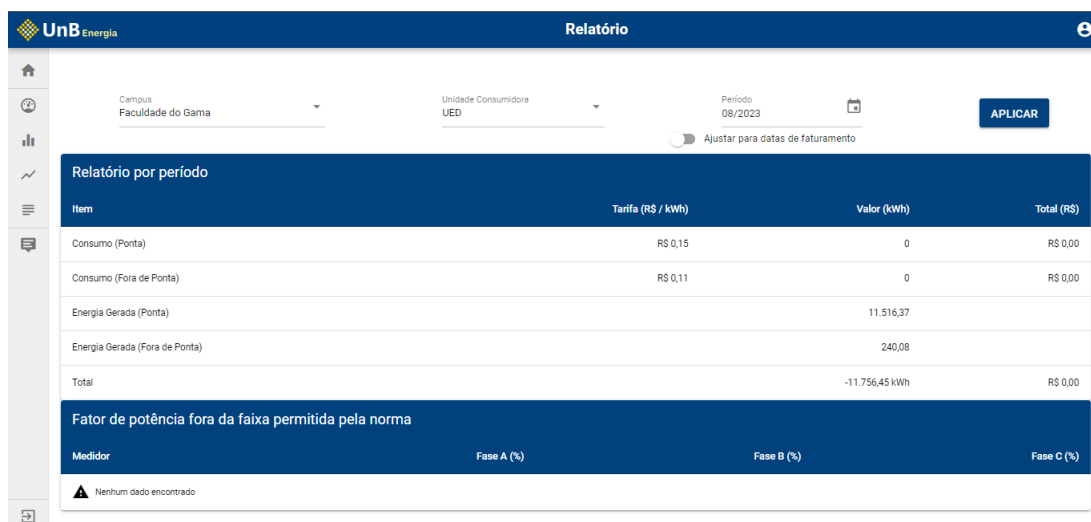 UnB Energia
Relatório
Campus
Faculdade do Gama
Unidade Consumidora
UED
Período
08/2023
APLICAR
Ajustar para datas de faturamento
Relatório por período
Item Tarifa (R$ / kWh) Valor (kWh) Total (R$)
Consumo (Ponta) R$ 0,15 0 R$ 0,00
Consumo (Fora de Ponta) R$ 0,11 0 R$ 0,00
Energia Gerada (Ponta) 11.516,37
Energia Gerada (Fora de Ponta) 240,08
Total -11.756,45 kWh R$ 0,00
Fator de potência fora da faixa permitida pela norma
Medidor Fase A (%) Fase B (%) Fase C (%)
Nenhum dado encontrado